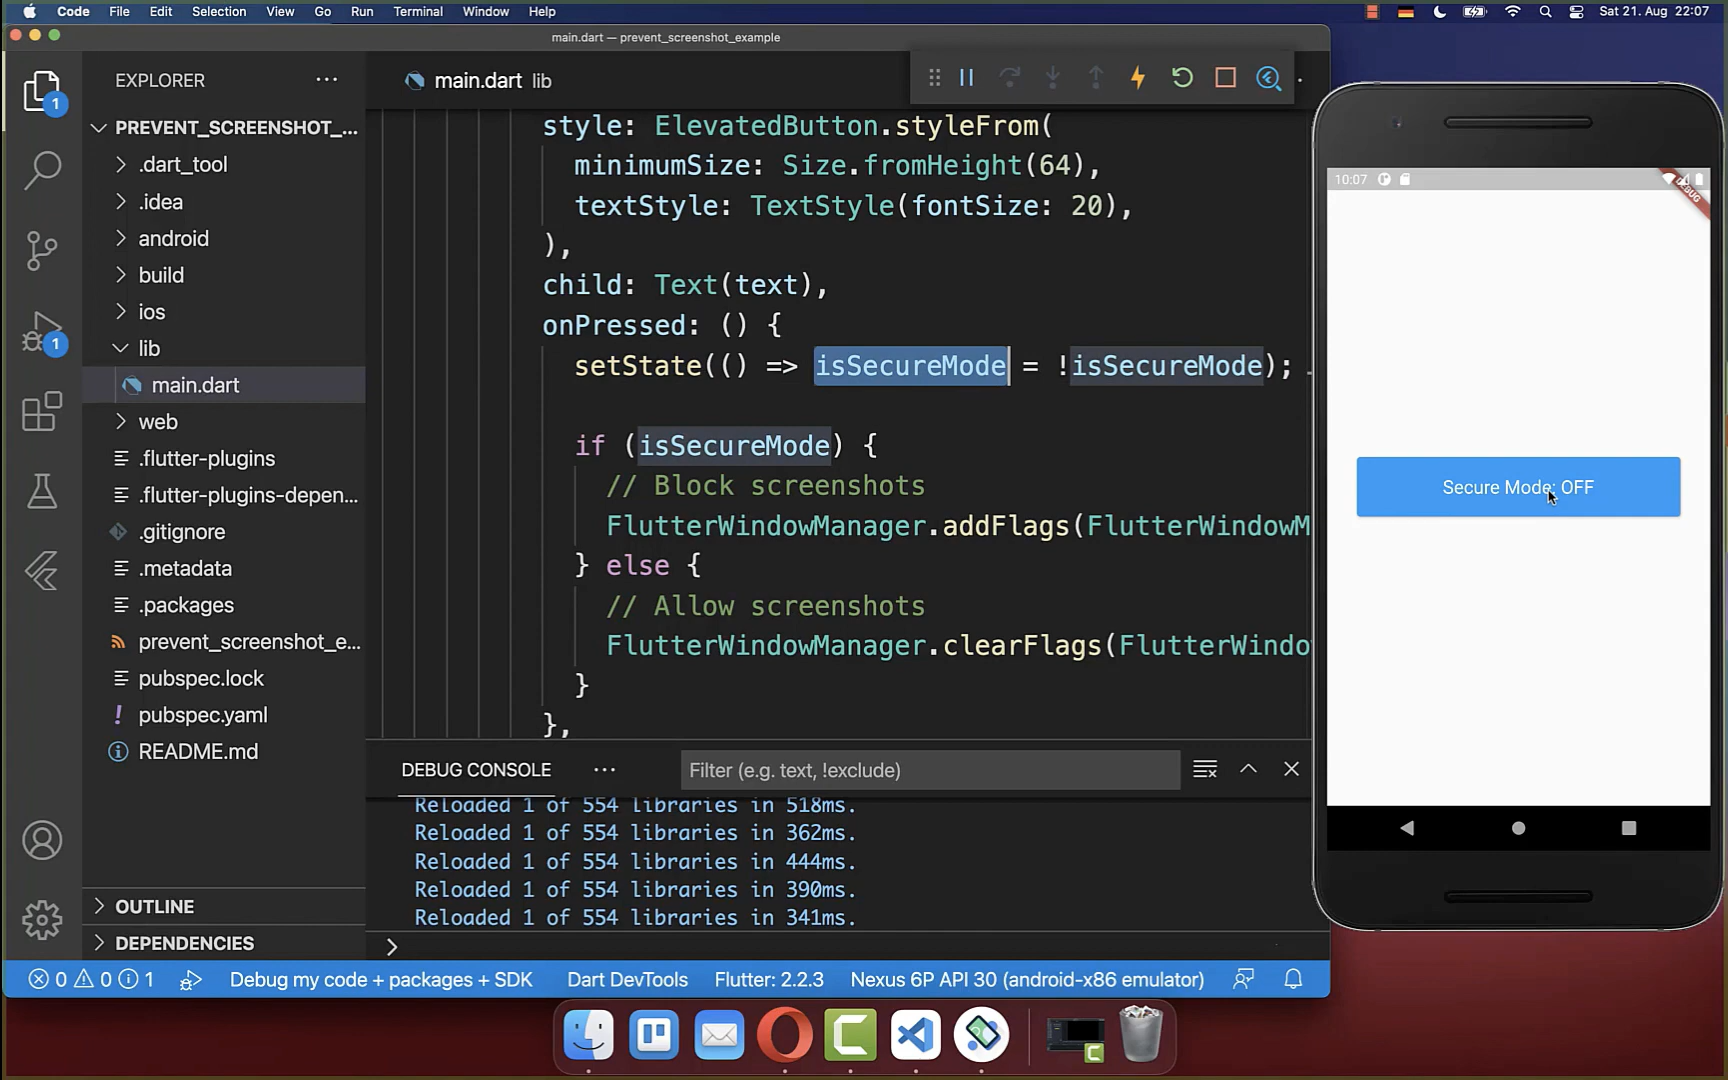 Code File Edit Selection View Go Run Terminal Window Help
Sat 21. Aug 22:07
main.dart — prevent_screenshot_example
EXPLORER
PREVENT_SCREENSHOT_...
.dart_tool
.idea
android
build
ios
lib
main.dart
web
.flutter-plugins
.flutter-plugins-depen...
.gitignore
.metadata
.packages
prevent_screenshot_e...
pubspec.lock
pubspec.yaml
README.md
OUTLINE
DEPENDENCIES
1
1
main.dart lib
style: ElevatedButton.styleFrom(
minimumSize: Size.fromHeight(64),
textStyle: TextStyle(fontSize: 20),
),
child: Text(text),
onPressed: () {
setState(() => isSecureMode = !isSecureMode);
if (isSecureMode) {
// Block screenshots
FlutterWindowManager.addFlags(FlutterWindowM
} else {
// Allow screenshots
FlutterWindowManager.clearFlags(FlutterWindo
}
},
DEBUG CONSOLE
Filter (e.g. text, !exclude)
Reloaded 1 of 554 libraries in 518ms.
Reloaded 1 of 554 libraries in 362ms.
Reloaded 1 of 554 libraries in 444ms.
Reloaded 1 of 554 libraries in 390ms.
Reloaded 1 of 554 libraries in 341ms.
0 0 1 Debug my code + packages + SDK Dart DevTools Flutter: 2.2.3 Nexus 6P API 30 (android-x86 emulator)
10:07
DEBUG
Secure Mode: OFF